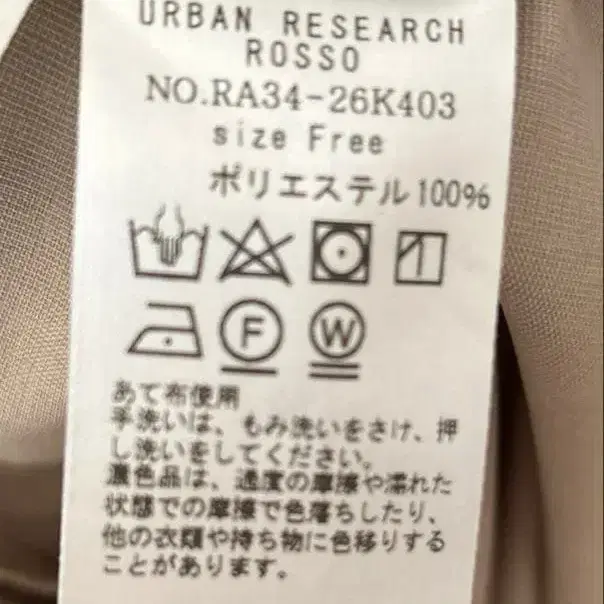 URBAN RESEARCH
ROSSO
NO.RA34-26K403
size Free
ポリエステル100%
F W
あて布使用
手洗いは、もみ洗いをさけ、押
し洗いをしてください。
濃色品は、過度の摩擦や濡れた
状態での摩擦で色落ちしたり、
他の衣類や持ち物に色移りする
ことがあります。